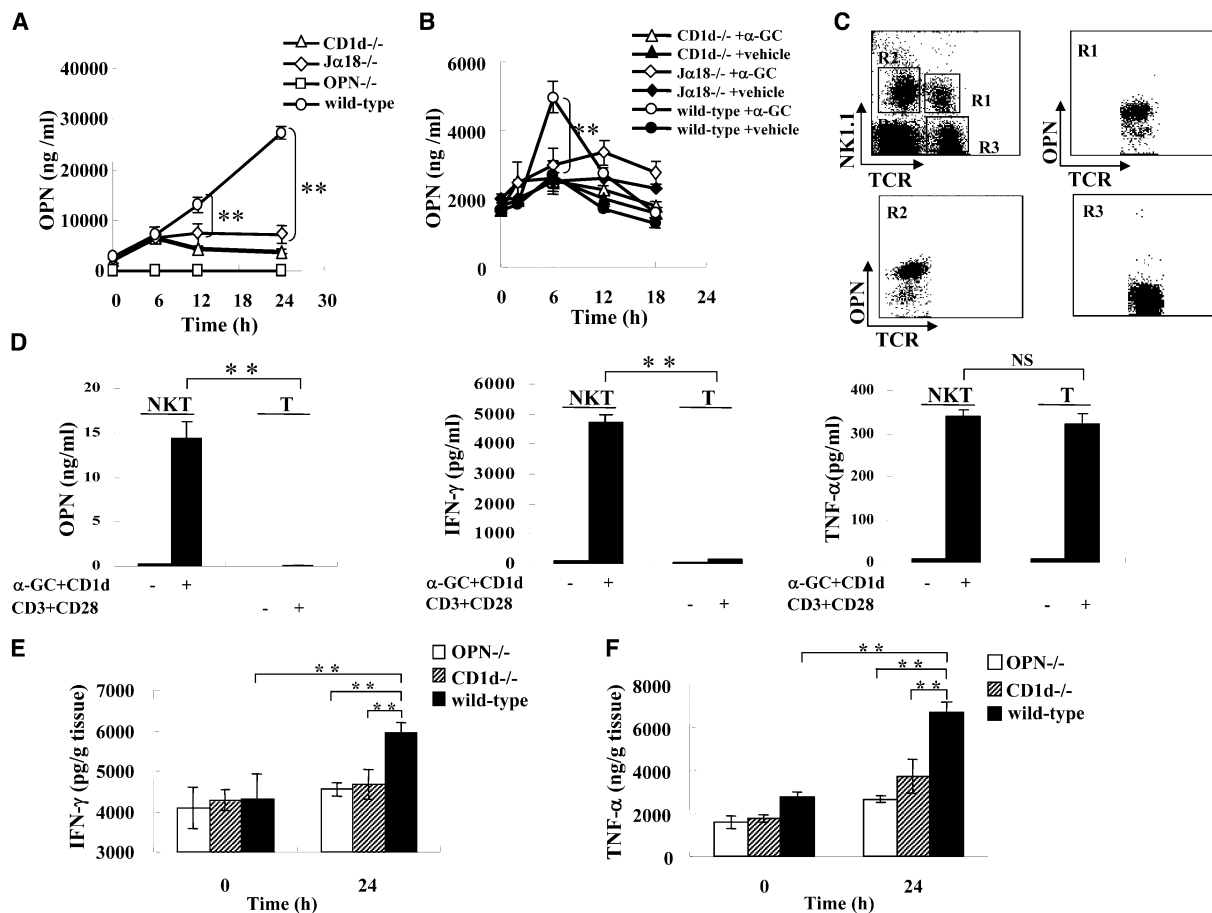 A
CD1d-/-
Jα18-/-
OPN-/-
wild-type
OPN (ng /ml)
40000
30000
20000
10000
0
**
**
0 6 12 18 24 30
Time (h)
B
CD1d-/- +α-GC
CD1d-/- +vehicle
Jα18-/- +α-GC
Jα18-/- +vehicle
wild-type +α-GC
wild-type +vehicle
OPN (ng /ml)
6000
4000
2000
0
**
0 6 12 18 24
Time (h)
C
R2
R1
R3
NK1.1
TCR
R1
OPN
TCR
R2
OPN
TCR
R3
D
OPN (ng/ml)
20
15
10
5
0
* *
NKT
T
α-GC+CD1d - +
CD3+CD28 - +
IFN-γ (pg/ml)
6000
5000
4000
3000
2000
1000
0
* *
NKT
T
α-GC+CD1d - +
CD3+CD28 - +
TNF-α(pg/ml)
400
300
200
100
0
NS
NKT
T
α-GC+CD1d - +
CD3+CD28 - +
E
OPN-/-
CD1d-/-
wild-type
IFN-γ (pg/g tissue)
7000
6000
5000
4000
3000
* *
* *
* *
0 24
Time (h)
F
OPN-/-
CD1d-/-
wild-type
TNF-α (ng/g tissue)
8000
6000
4000
2000
0
* *
* *
* *
0 24
Time (h)